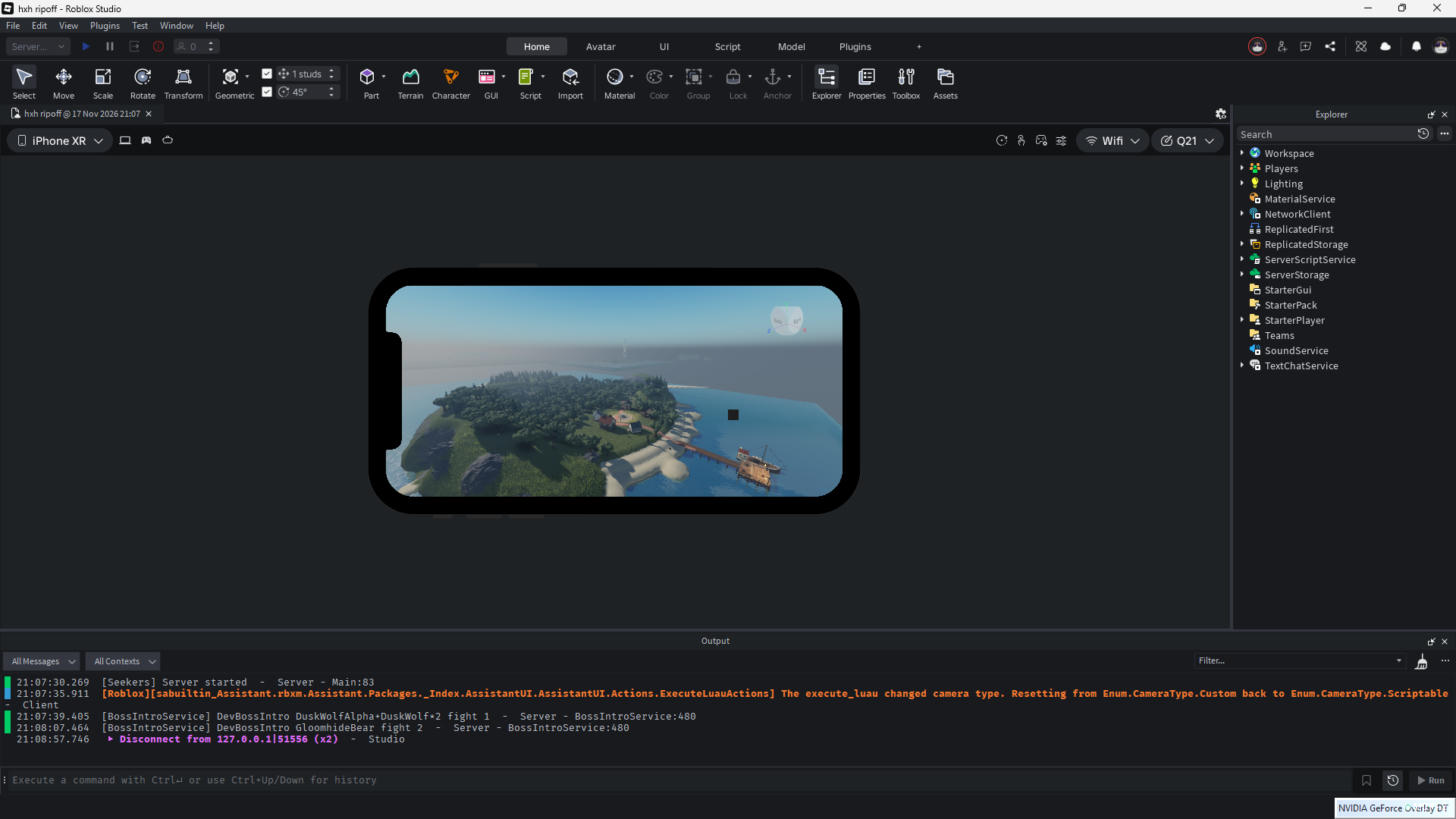 hxh ripoff - Roblox Studio
File Edit View Plugins Test Window Help
Server... 0 Home Avatar UI Script Model Plugins +
1 studs
45°
Select Move Scale Rotate Transform Geometric Part Terrain Character GUI Script Import Material Color Group Lock Anchor Explorer Properties Toolbox Assets
hxh ripoff @ 17 Nov 2026 21:07
iPhone XR Wifi Q21
Explorer
Search
Workspace
Players
Lighting
MaterialService
NetworkClient
ReplicatedFirst
ReplicatedStorage
ServerScriptService
ServerStorage
StarterGui
StarterPack
StarterPlayer
Teams
SoundService
TextChatService
Output
All Messages All Contexts Filter...
21:07:30.269 [Seekers] Server started - Server - Main:83
21:07:35.911 [Roblox][sabuiltin_Assistant.rbxm.Assistant.Packages._Index.AssistantUI.AssistantUI.Actions.ExecuteLuauActions] The execute_luau changed camera type. Resetting from Enum.CameraType.Custom back to Enum.CameraType.Scriptable
- Client
21:07:39.405 [BossIntroService] DevBossIntro DuskWolfAlpha+DuskWolf*2 fight 1 - Server - BossIntroService:480
21:08:07.464 [BossIntroService] DevBossIntro GloomhideBear fight 2 - Server - BossIntroService:480
21:08:57.746 Disconnect from 127.0.0.1|51556 (x2) - Studio
Execute a command with Ctrl↵ or use Ctrl+Up/Down for history
Run
NVIDIA GeForce Overlay DT